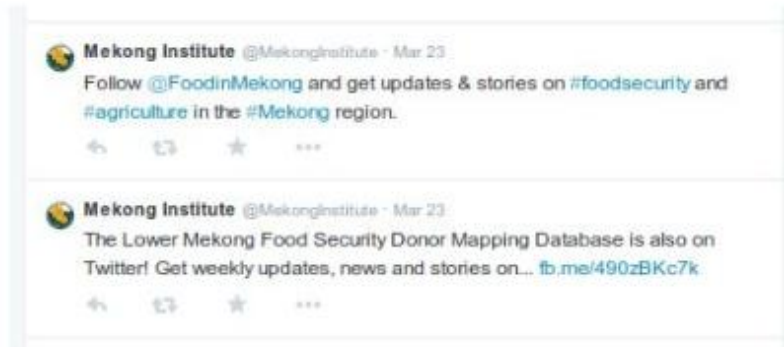 Mekong Institute @MekongInstitute · Mar 23
Follow @FoodinMekong and get updates & stories on #foodsecurity and
#agriculture in the #Mekong region.
Mekong Institute @MekongInstitute · Mar 23
The Lower Mekong Food Security Donor Mapping Database is also on
Twitter! Get weekly updates, news and stories on... fb.me/490zBKc7k